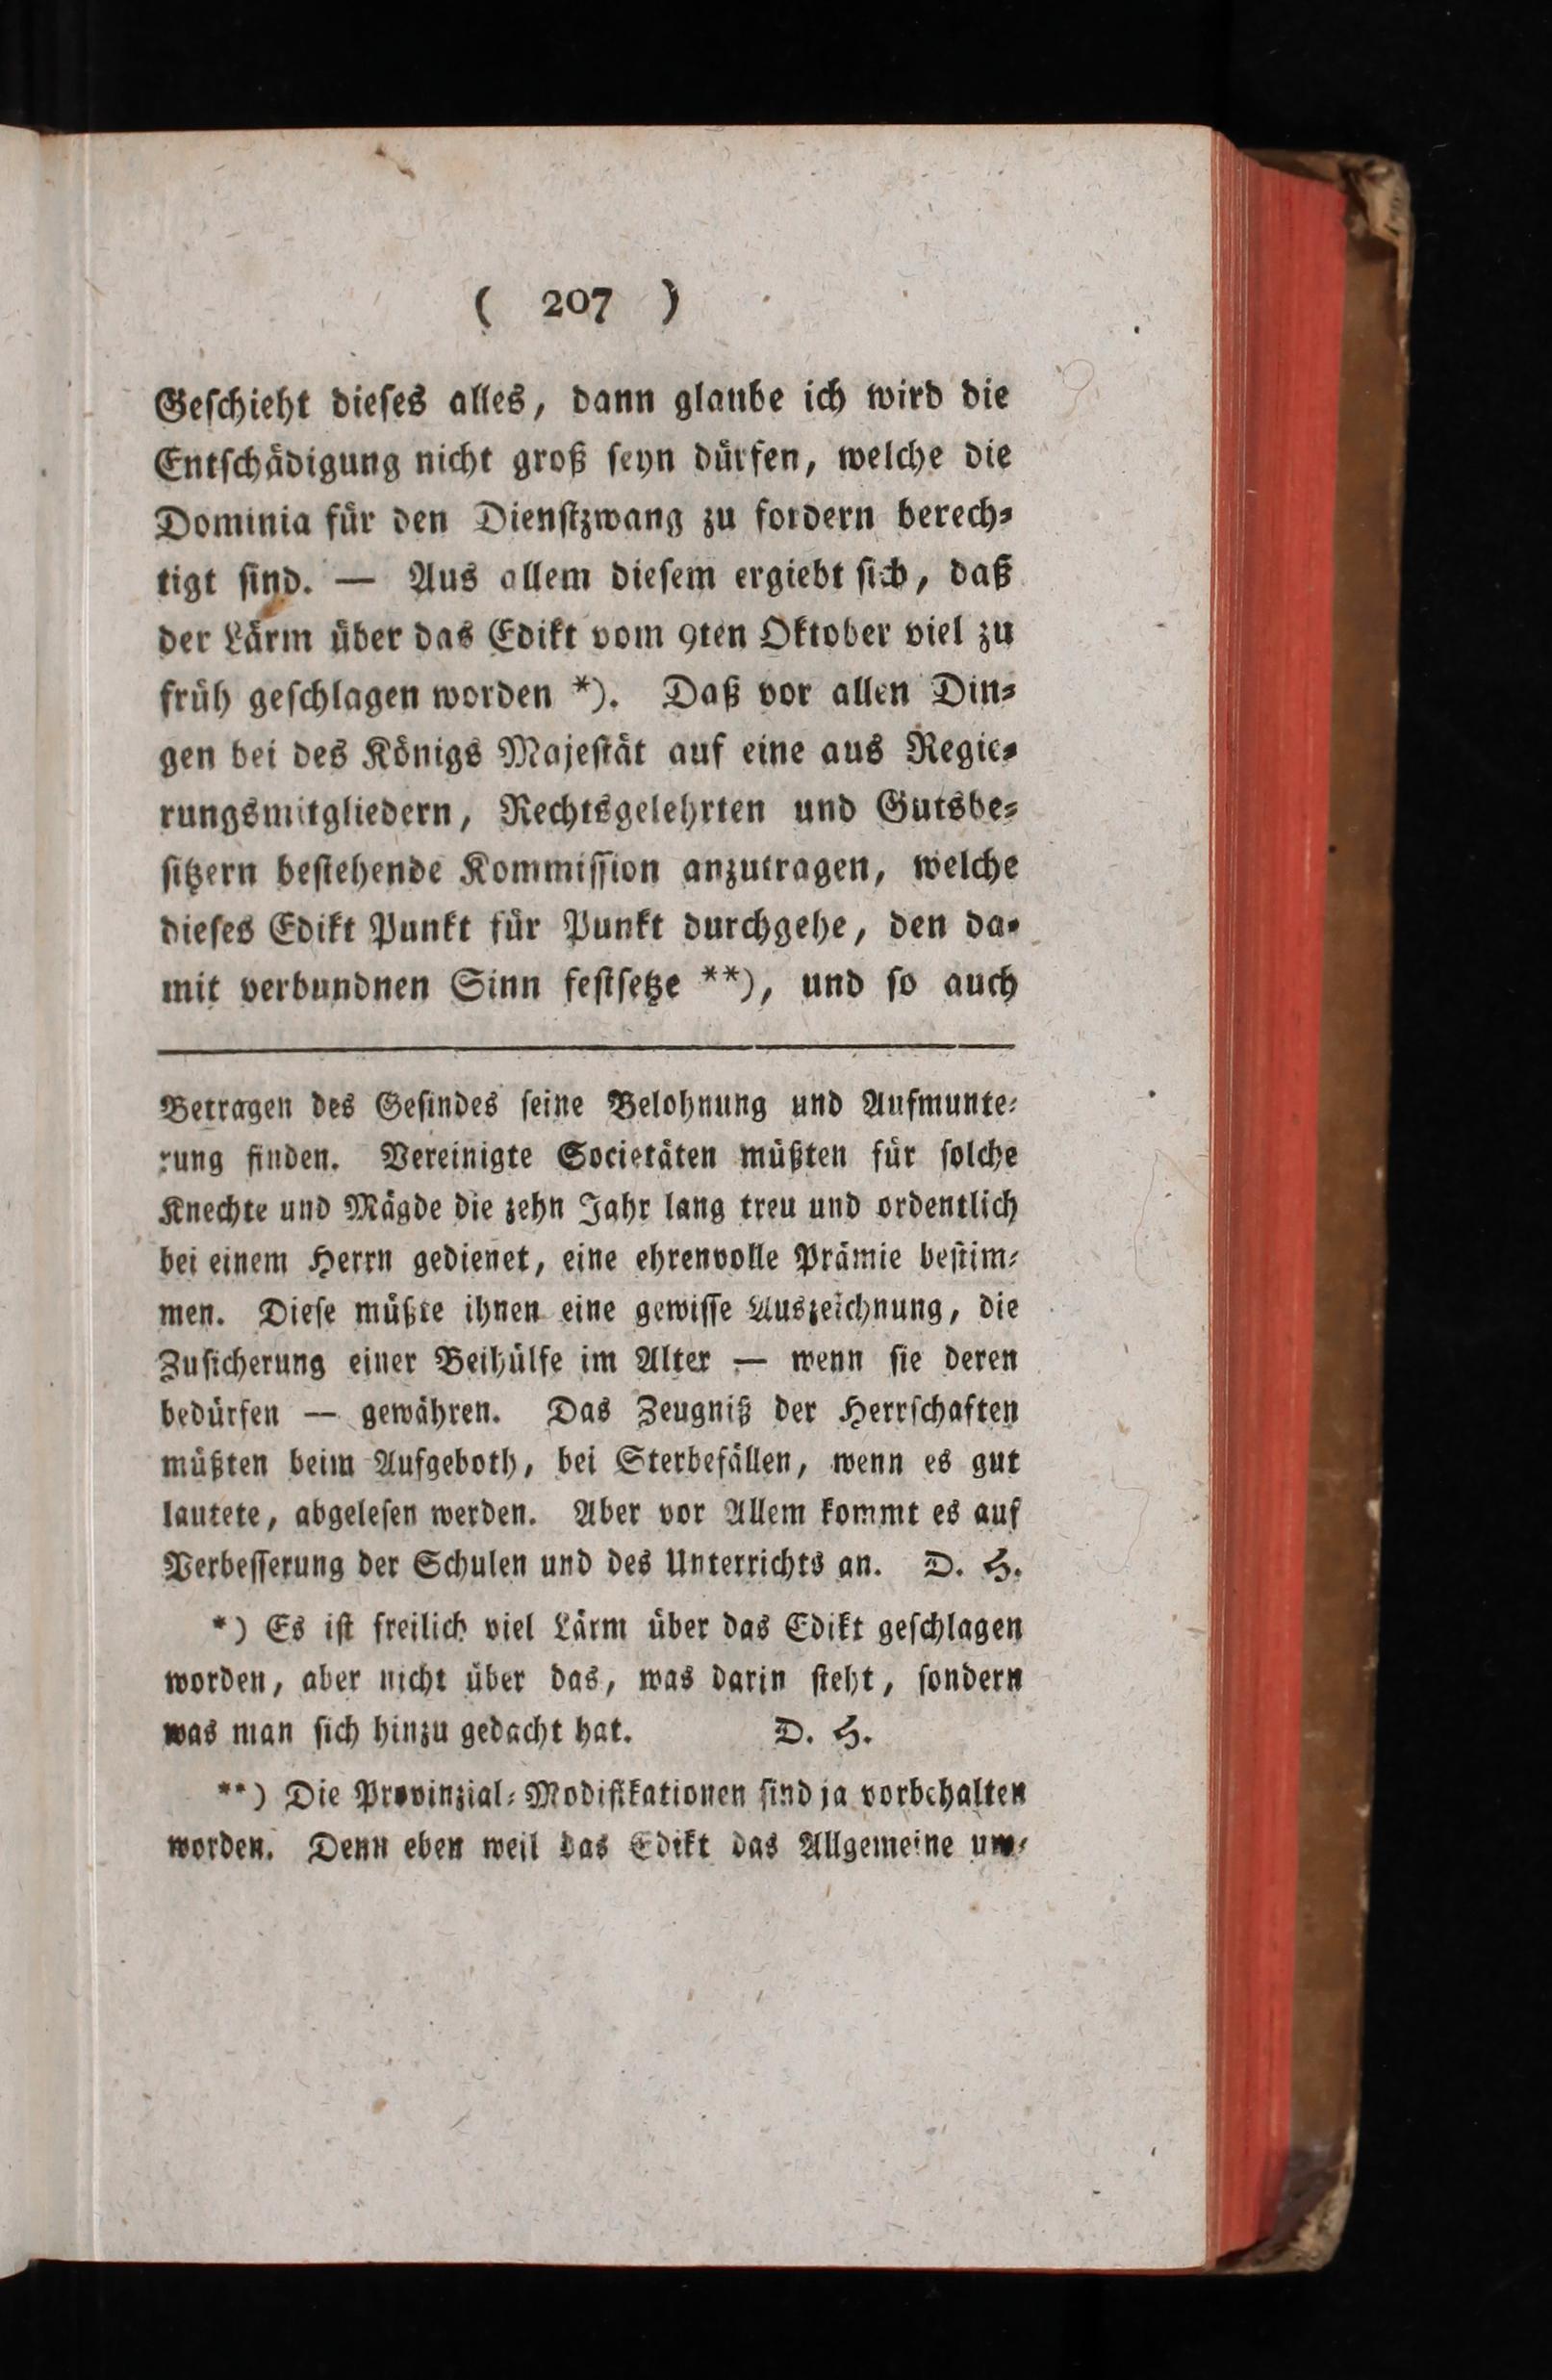 ( 207 )
Geſchieht dieſes alles, dann glaube ich wird die
Entſchädigung nicht groß ſeyn dürfen, welche die
Dominia für den Dienſtzwang zu fordern berech⸗
tigt ſind. — Aus allem dieſem ergiebt ſich, daß
der Lärm über das Edikt vom 9ten Oktober viel zu
früh geſchlagen worden *). Daß vor allen Din⸗
gen bei des Königs Majeſtät auf eine aus Regie⸗
rungsmitgliedern, Rechtsgelehrten und Gutsbe⸗
ſitzern beſtehende Kommiſſion anzutragen, welche
dieſes Edikt Punkt für Punkt durchgehe, den da⸗
mit verbundnen Sinn feſtſetze **), und ſo auch
Betragen des Geſindes ſeine Belohnung und Aufmunte⸗
rung finden. Vereinigte Societäten müßten für ſolche
Knechte und Mägde die zehn Jahr lang treu und ordentlich
bei einem Herrn gedienet, eine ehrenvolle Prämie beſtim⸗
men. Dieſe müßte ihnen eine gewiſſe Auszeichnung, die
Zuſicherung einer Beihülfe im Alter — wenn ſie deren
bedürfen — gewähren. Das Zeugniß der Herrſchaften
müßten beim Aufgeboth, bei Sterbefällen, wenn es gut
lautete, abgeleſen werden. Aber vor Allem kommt es auf
Verbeſſerung der Schulen und des Unterrichts an. D. H.
*) Es iſt freilich viel Lärm über das Edikt geſchlagen
worden, aber nicht über das, was darin ſteht, ſondern
was man ſich hinzu gedacht hat. D. H.
**) Die Provinzial⸗Modifikationen ſind ja vorbehalten
worden. Denn eben weil das Edikt das Allgemeine um⸗